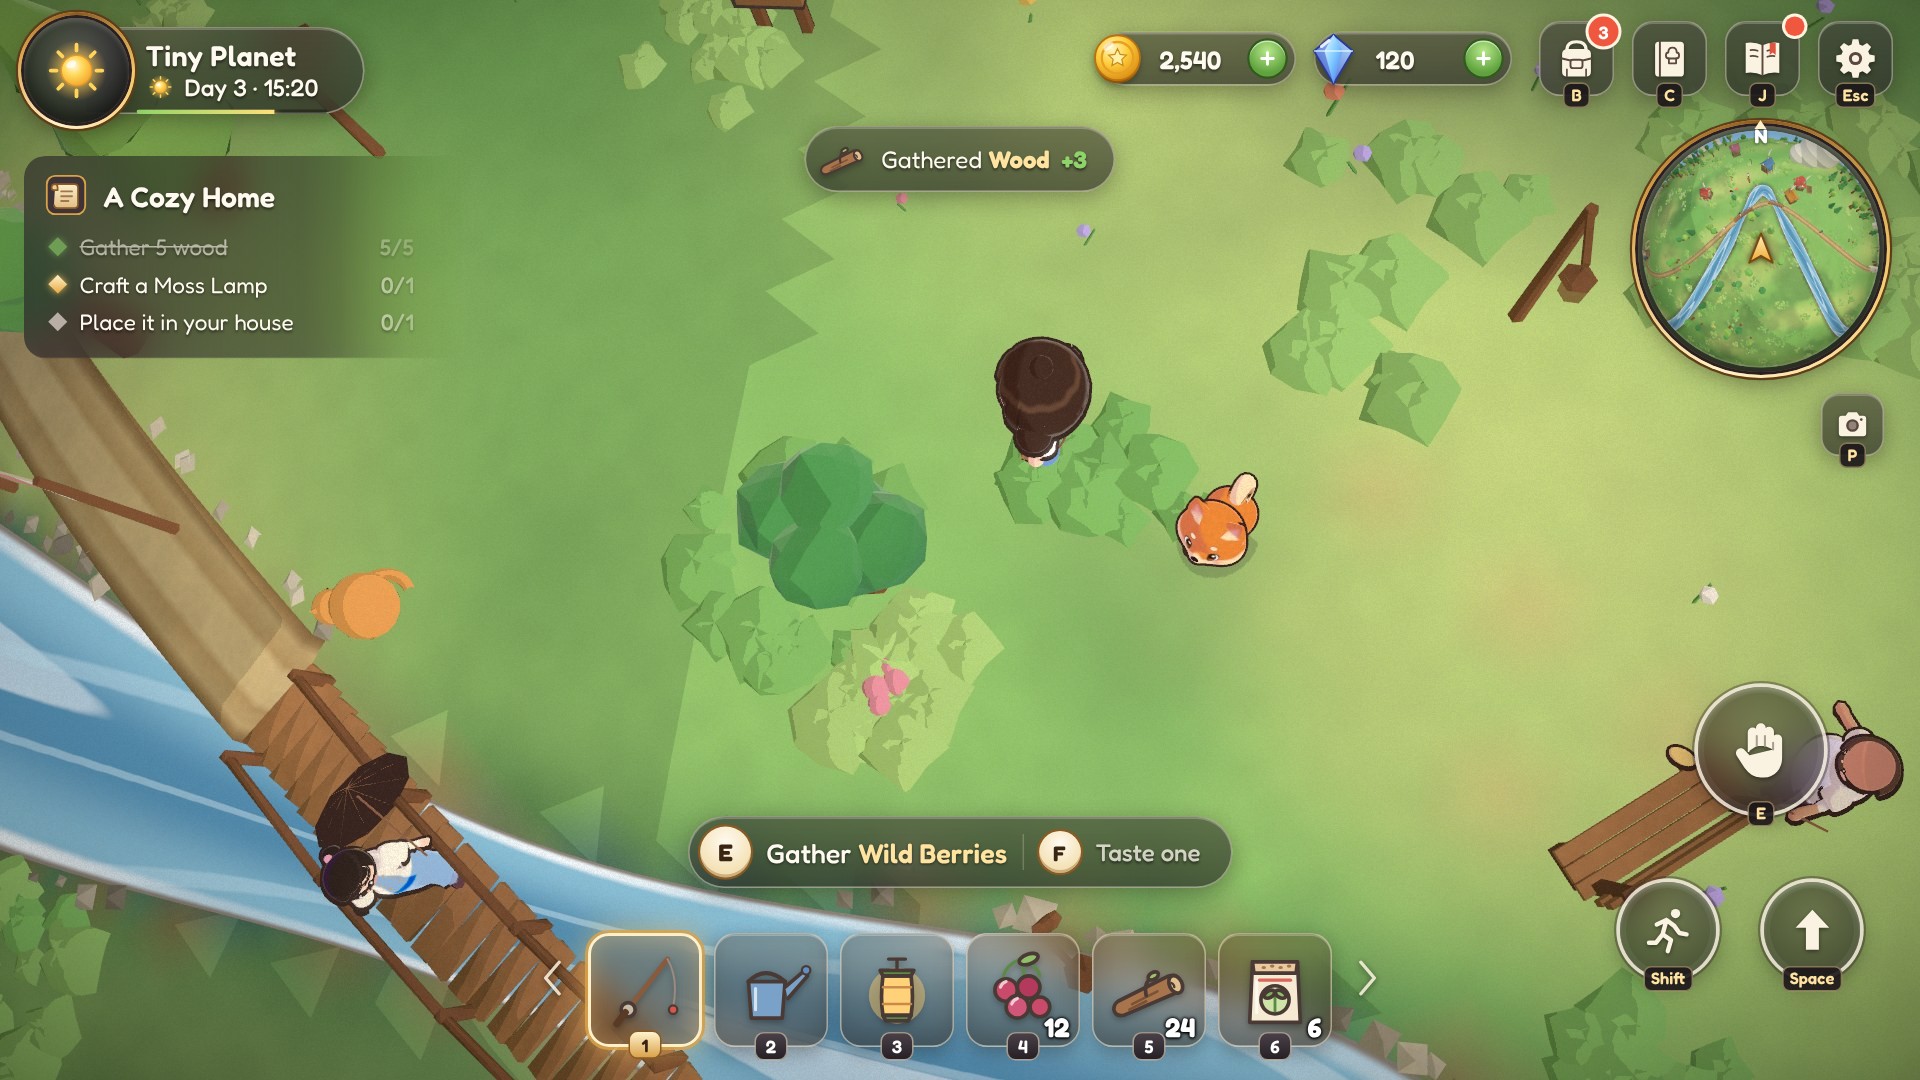 Tiny Planet
Day 3 · 15:20
2,540
120
3
B
C
J
Esc
N
Gathered Wood +3
A Cozy Home
Gather 5 wood 5/5
Craft a Moss Lamp 0/1
Place it in your house 0/1
P
E
E Gather Wild Berries F Taste one
Shift
Space
12
24
6
1
2
3
4
5
6